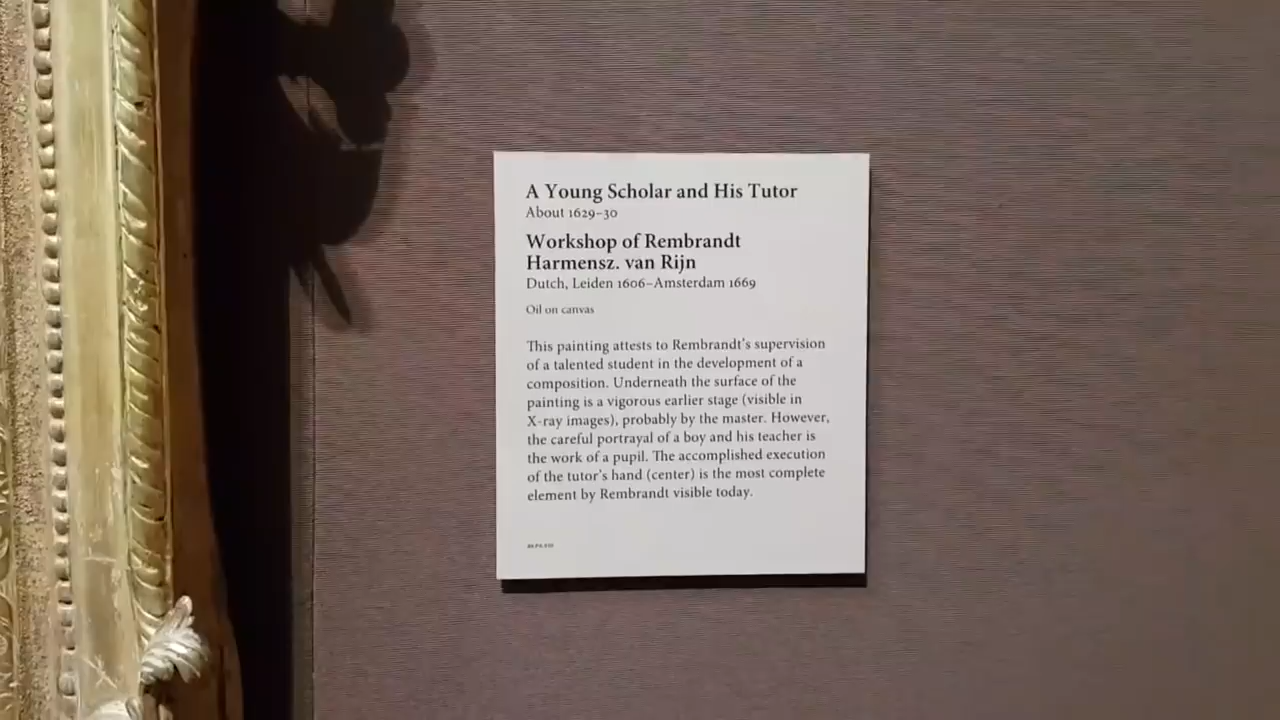 A Young Scholar and His Tutor
About 1629–30
Workshop of Rembrandt
Harmensz. van Rijn
Dutch, Leiden 1606–Amsterdam 1669
Oil on canvas
This painting attests to Rembrandt's supervision
of a talented student in the development of a
composition. Underneath the surface of the
painting is a vigorous earlier stage (visible in
X-ray images), probably by the master. However,
the careful portrayal of a boy and his teacher is
the work of a pupil. The accomplished execution
of the tutor's hand (center) is the most complete
element by Rembrandt visible today.